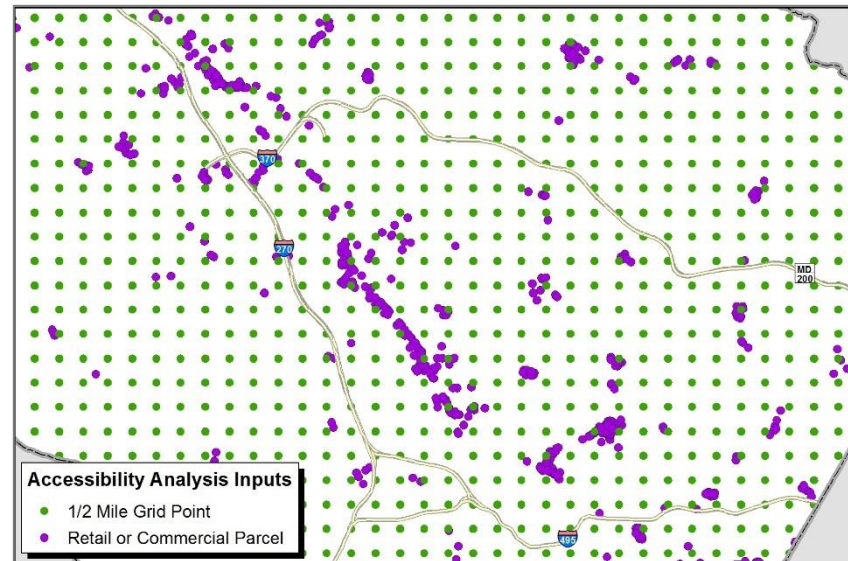 370
270
MD
200
Accessibility Analysis Inputs
1/2 Mile Grid Point
Retail or Commercial Parcel
495